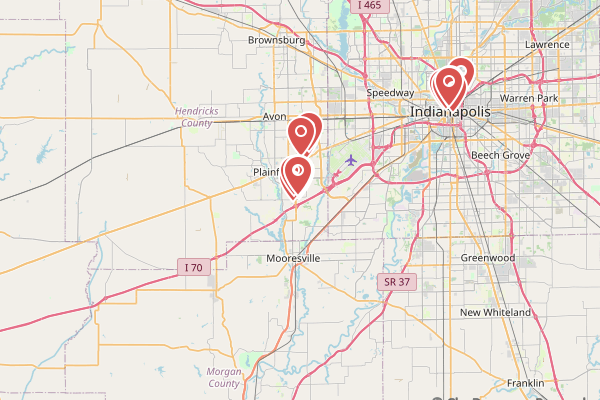 I 465
Brownsburg
Lawrence
Speedway
Warren Park
Hendricks
County
Avon
Indianapolis
Beech Grove
Mooresville
Greenwood
I 70
SR 37
New Whiteland
Morgan
County
Franklin